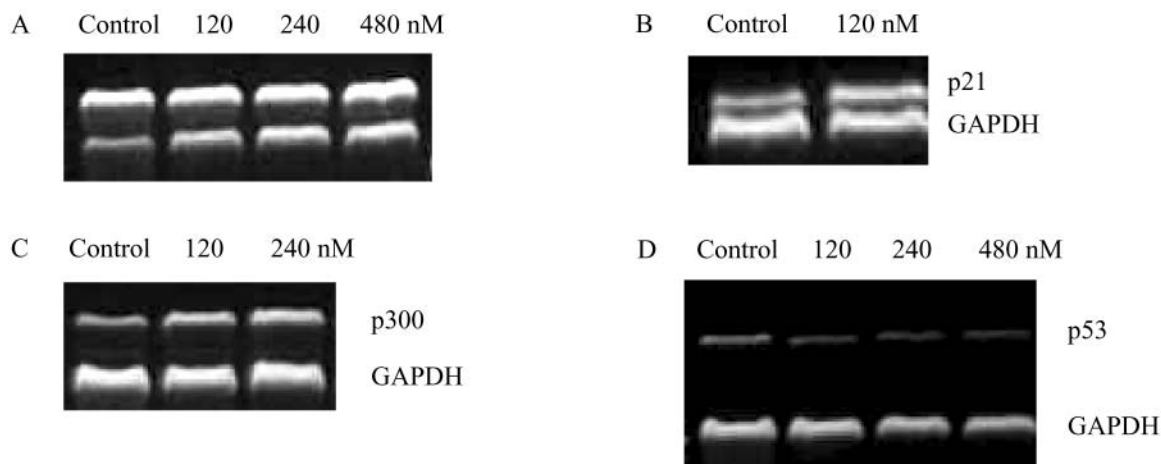 A Control 120 240 480 nM
B Control 120 nM
p21
GAPDH
C Control 120 240 nM
p300
GAPDH
D Control 120 240 480 nM
p53
GAPDH